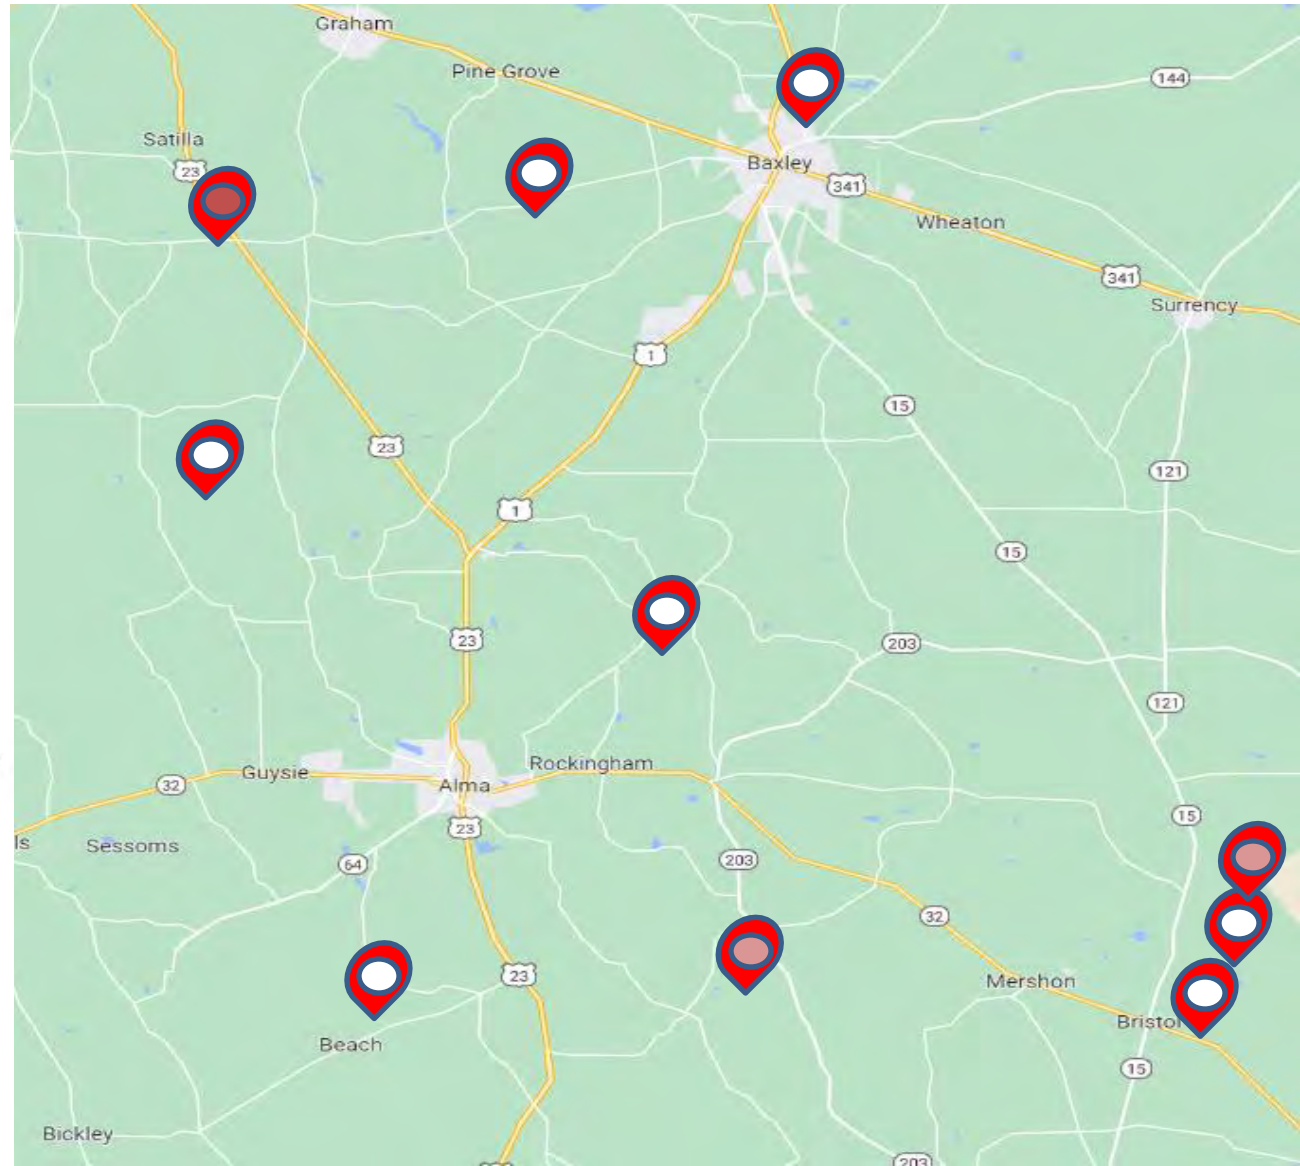 Graham
Pine Grove
144
Satilla
Baxley
23
341
Wheaton
341
Surrency
1
15
23
121
1
15
23
203
121
Rockingham
Guysie
32
Alma
15
23
ls
Sessoms
64
203
32
23
Mershon
Bristol
Beach
15
Bickley
203